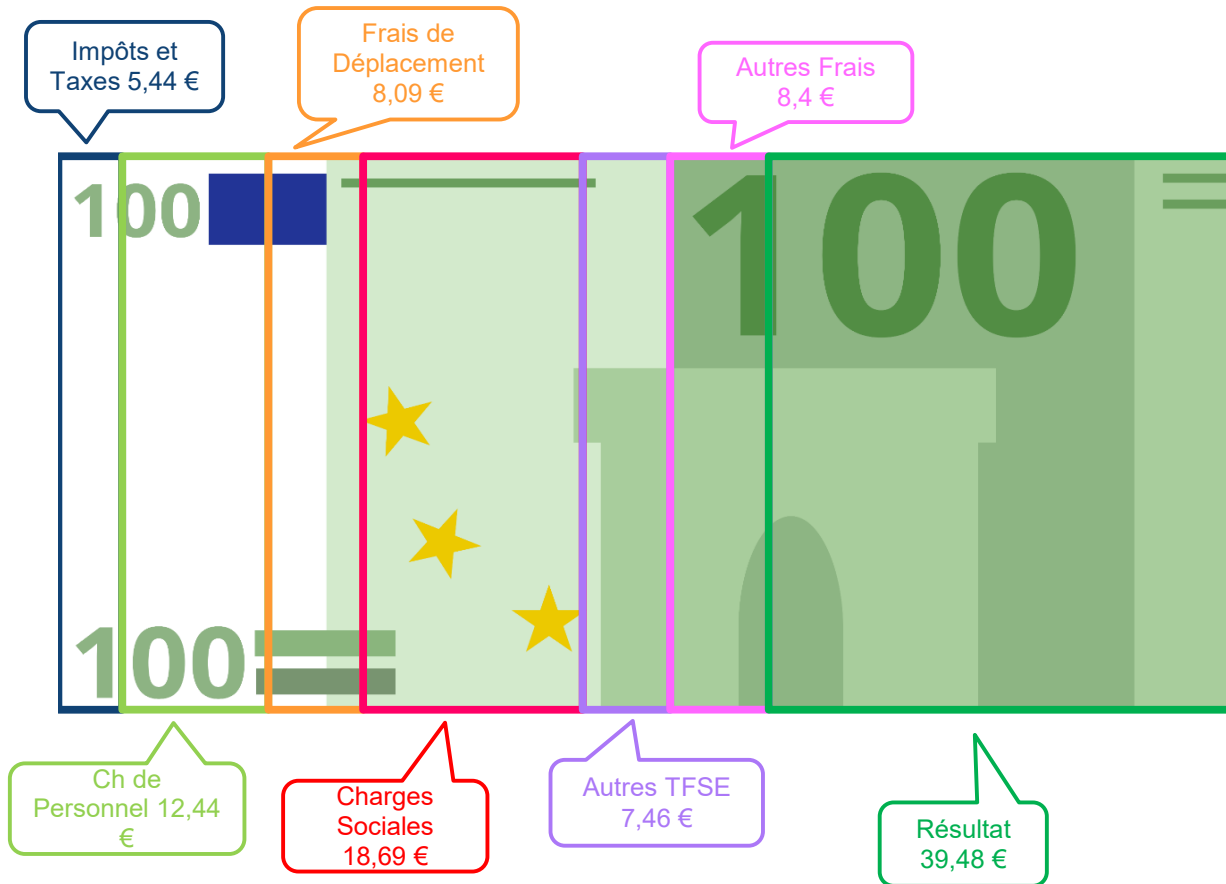 Impôts et
Taxes 5,44 €
Frais de
Déplacement
8,09 €
Autres Frais
8,4 €
100
100
100
Ch de
Personnel 12,44
€
Charges
Sociales
18,69 €
Autres TFSE
7,46 €
Résultat
39,48 €